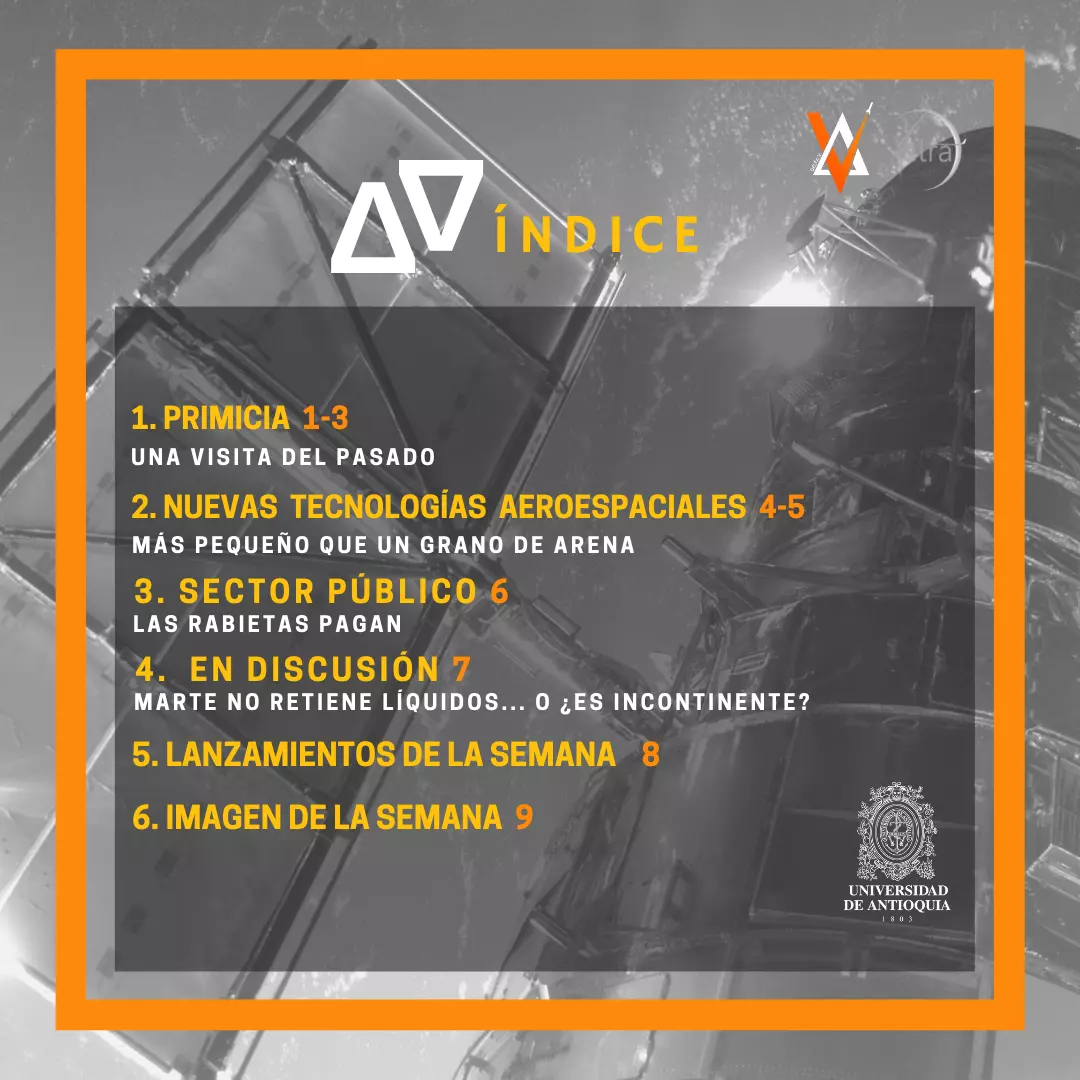 ÍNDICE
1. PRIMICIA 1-3
UNA VISITA DEL PASADO
2. NUEVAS TECNOLOGÍAS AEROESPACIALES 4-5
MÁS PEQUEÑO QUE UN GRANO DE ARENA
3. SECTOR PÚBLICO 6
LAS RABIETAS PAGAN
4. EN DISCUSIÓN 7
MARTE NO RETIENE LÍQUIDOS... O ¿ES INCONTINENTE?
5. LANZAMIENTOS DE LA SEMANA 8
6. IMAGEN DE LA SEMANA 9
UNIVERSIDAD
DE ANTIOQUIA
1803